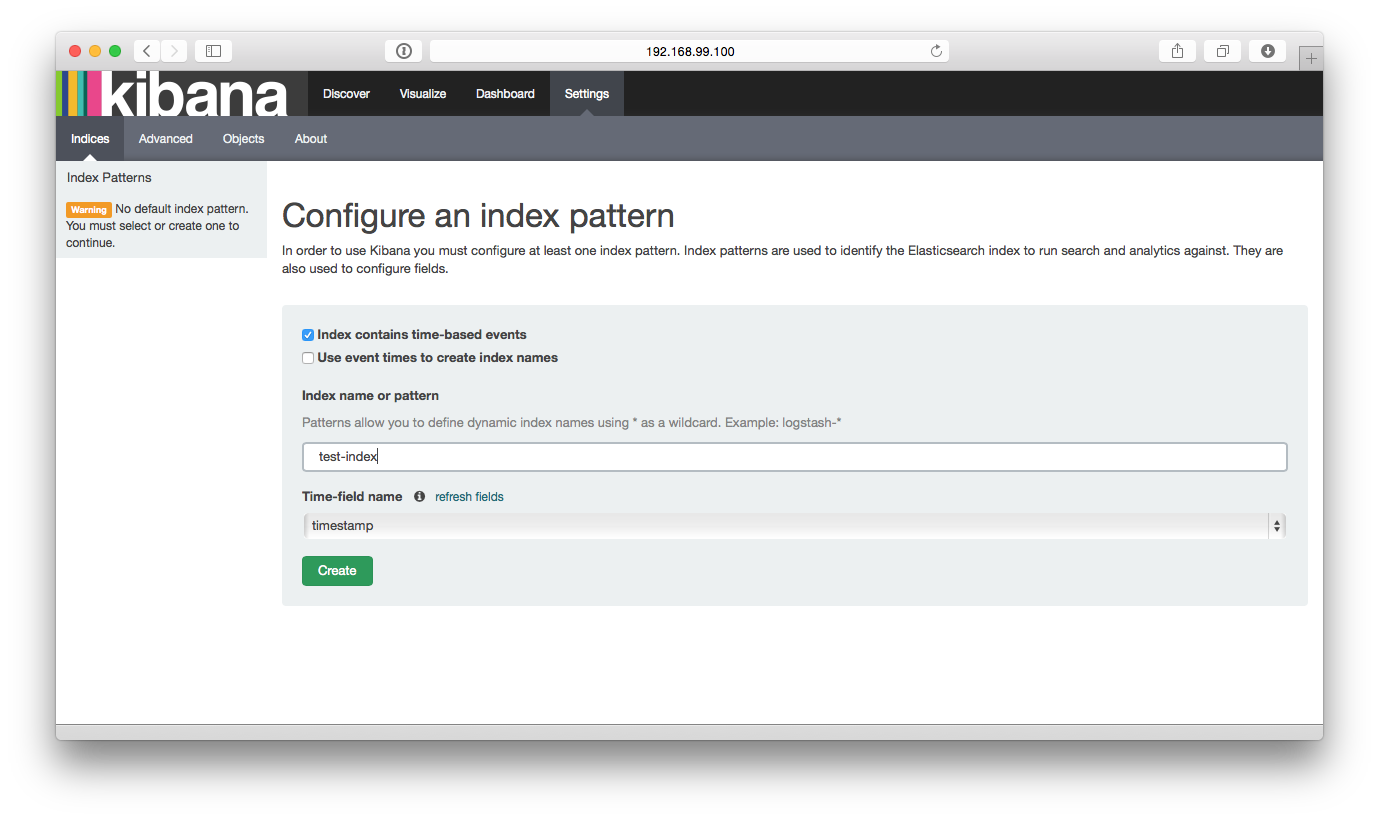 192.168.99.100
kibana
Discover Visualize Dashboard Settings
Indices Advanced Objects About
Index Patterns
Warning No default index pattern.
You must select or create one to
continue.
Configure an index pattern
In order to use Kibana you must configure at least one index pattern. Index patterns are used to identify the Elasticsearch index to run search and analytics against. They are
also used to configure fields.
Index contains time-based events
Use event times to create index names
Index name or pattern
Patterns allow you to define dynamic index names using * as a wildcard. Example: logstash-*
test-index
Time-field name refresh fields
timestamp
Create